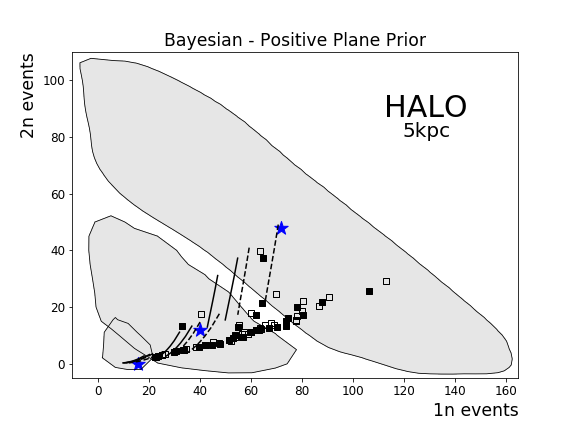 Bayesian - Positive Plane Prior
2n events
100
80
60
40
20
0
HALO
5kpc
0 20 40 60 80 100 120 140 160
1n events